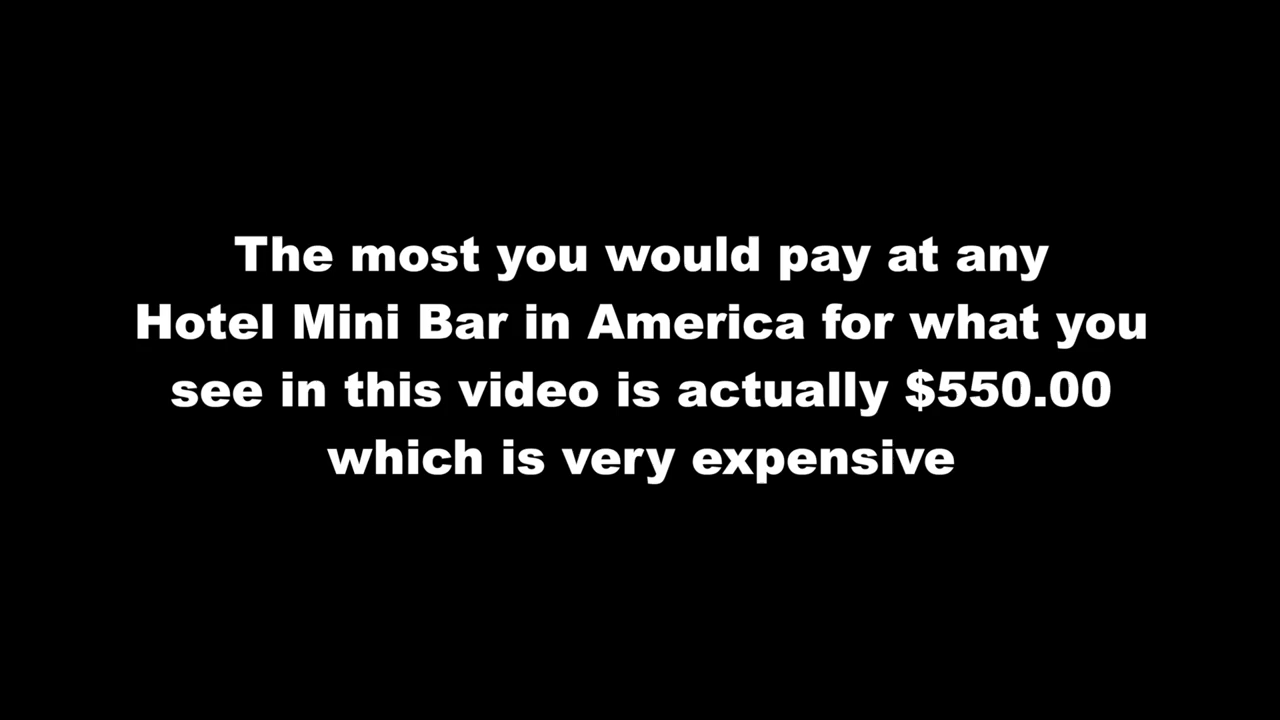 The most you would pay at any
Hotel Mini Bar in America for what you
see in this video is actually $550.00
which is very expensive